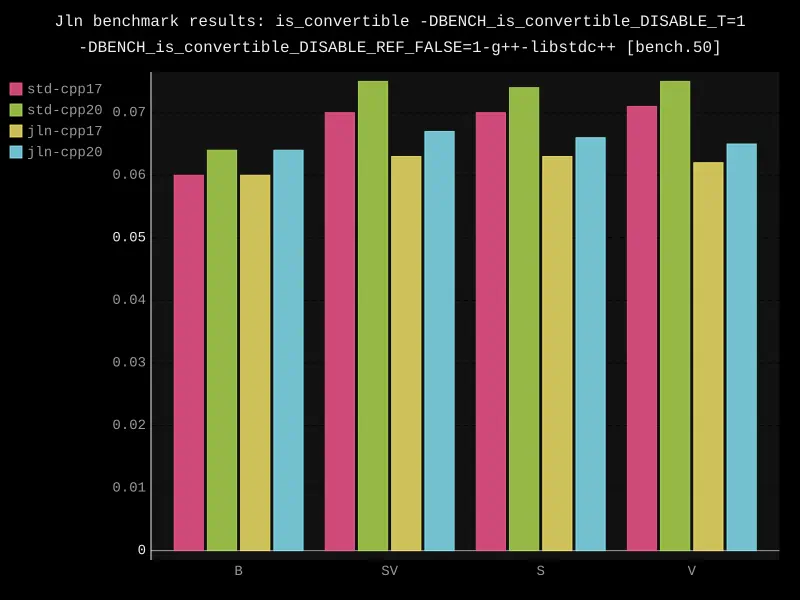 Jln benchmark results: is_convertible -DBENCH_is_convertible_DISABLE_T=1
-DBENCH_is_convertible_DISABLE_REF_FALSE=1-g++-libstdc++ [bench.50]
std-cpp17
std-cpp20
jln-cpp17
jln-cpp20
0.07
0.06
0.05
0.04
0.03
0.02
0.01
0
B SV S V